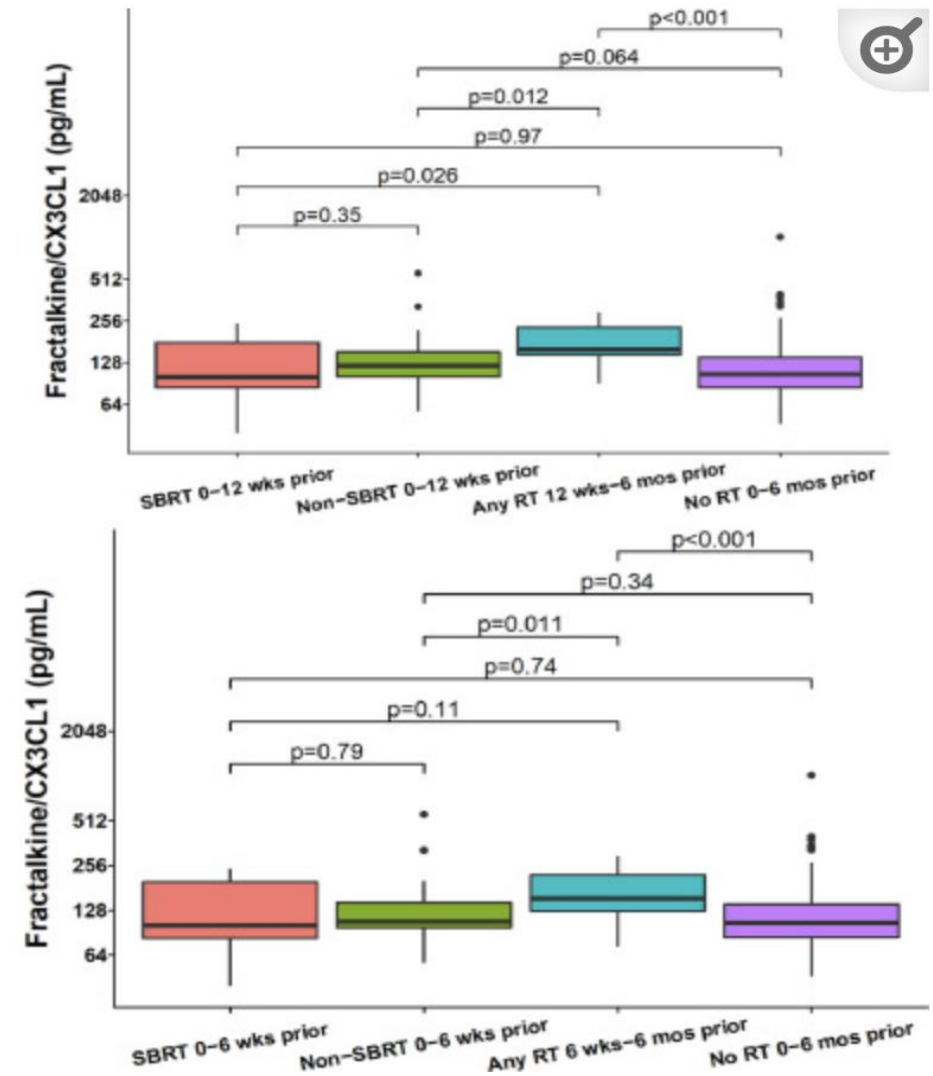 p<0.001
p=0.064
p=0.012
p=0.97
p=0.026
p=0.35
Fractalkine/CX3CL1 (pg/mL)
2048
512
256
128
64
SBRT 0−12 wks prior
Non−SBRT 0−12 wks prior
Any RT 12 wks−6 mos prior
No RT 0−6 mos prior
p<0.001
p=0.34
p=0.011
p=0.74
p=0.11
p=0.79
Fractalkine/CX3CL1 (pg/mL)
2048
512
256
128
64
SBRT 0−6 wks prior
Non−SBRT 0−6 wks prior
Any RT 6 wks−6 mos prior
No RT 0−6 mos prior